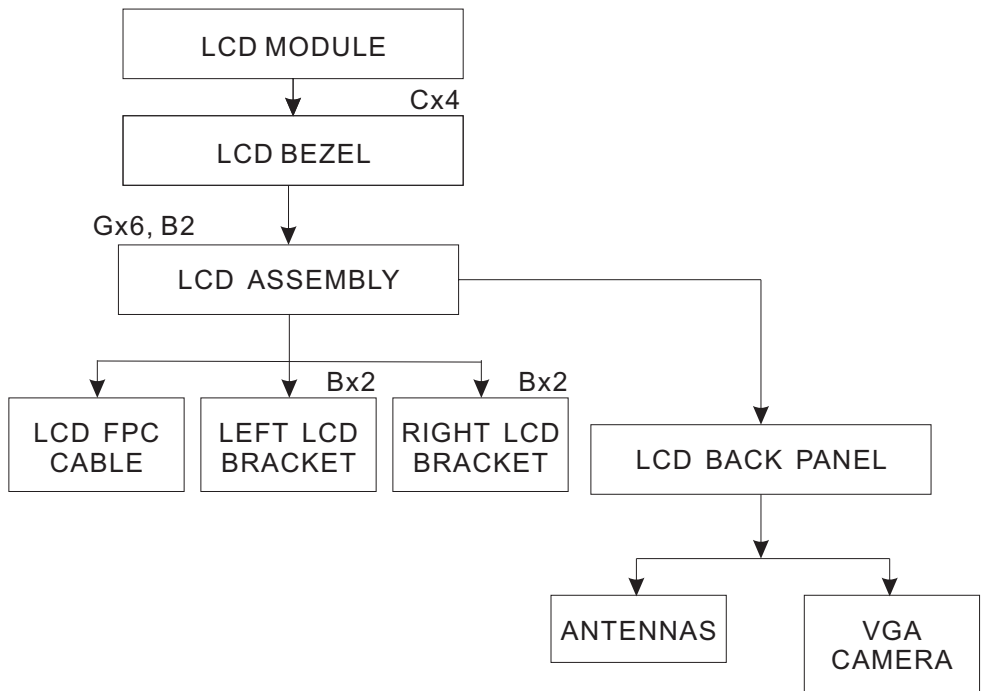 LCD MODULE
Cx4
LCD BEZEL
Gx6, B2
LCD ASSEMBLY
Bx2
Bx2
LCD FPC
CABLE
LEFT LCD
BRACKET
RIGHT LCD
BRACKET
LCD BACK PANEL
ANTENNAS
VGA
CAMERA